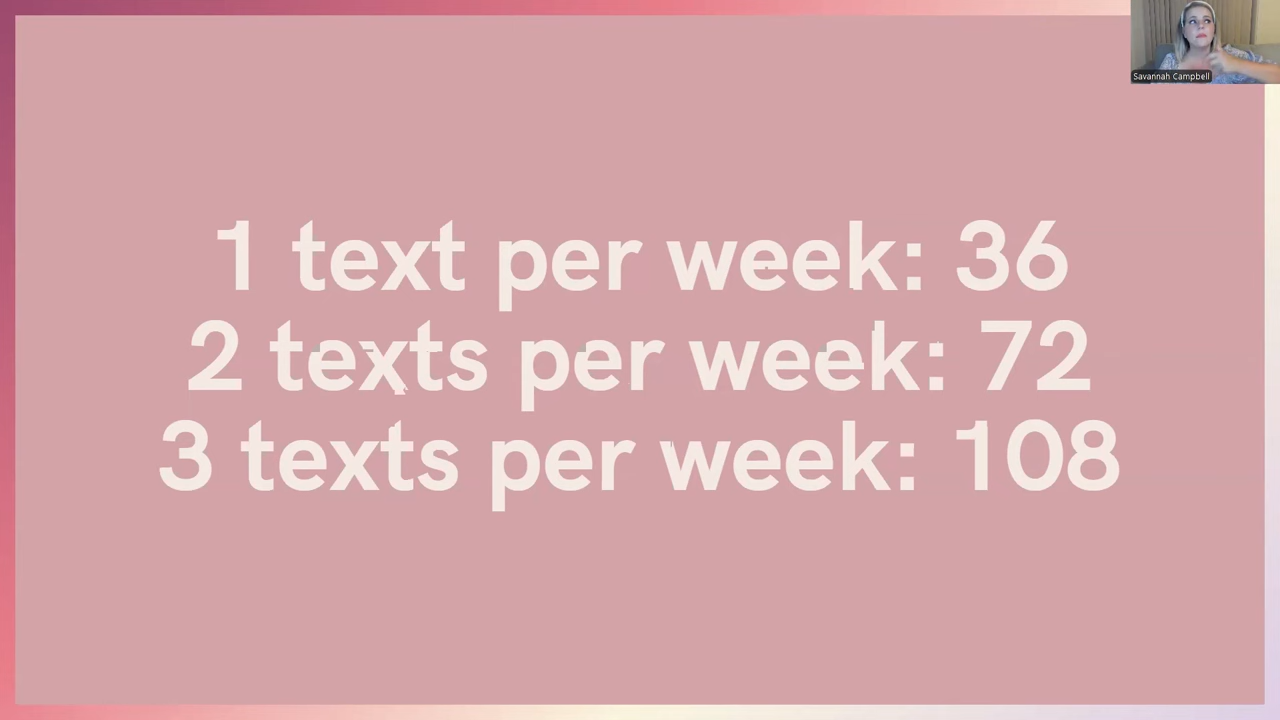 Savannah Campbell
1 text per week: 36
2 texts per week: 72
3 texts per week: 108